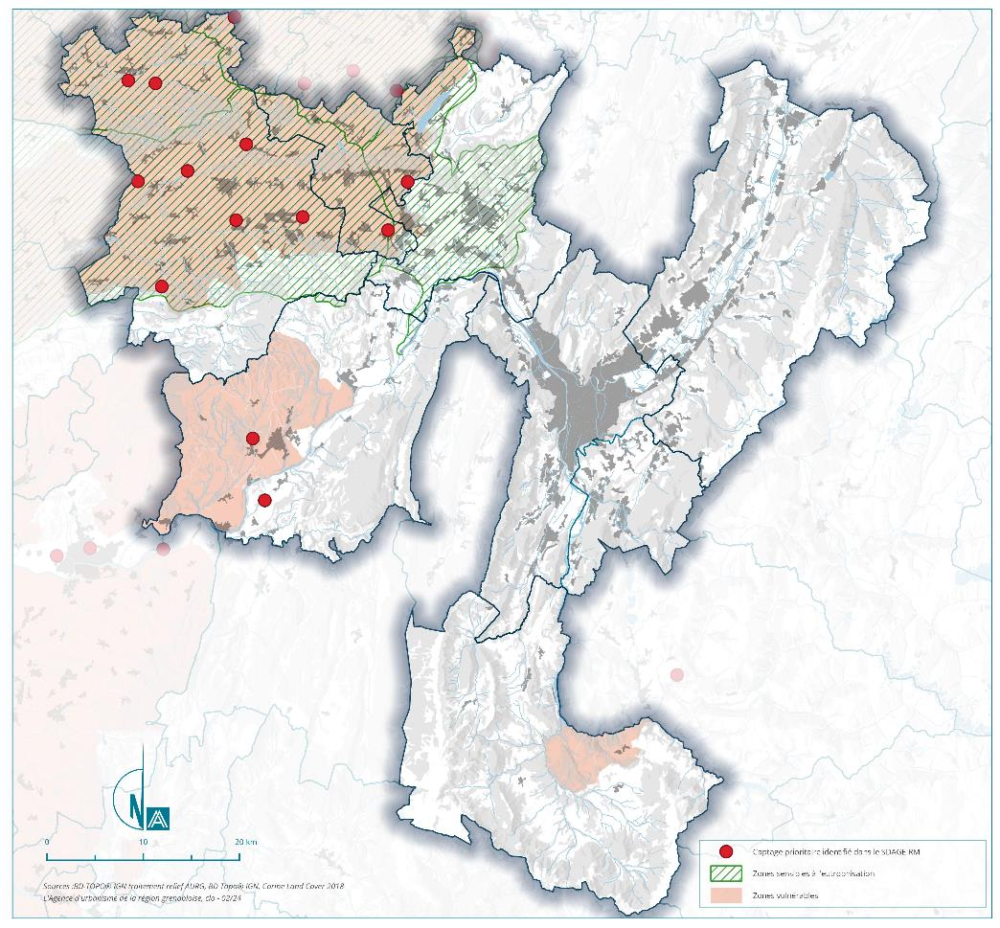 N
0 10 20 km
Sources :BD TOPO® IGN traitement relief AURG, BD Topo® IGN, Corine Land Cover 2018
L'Agence d'urbanisme de la région grenobloise, clo - 02/24
Captage prioritaire identifié dans le SDAGE RM
Zones sensibles à l'eutrophisation
Zones vulnérables